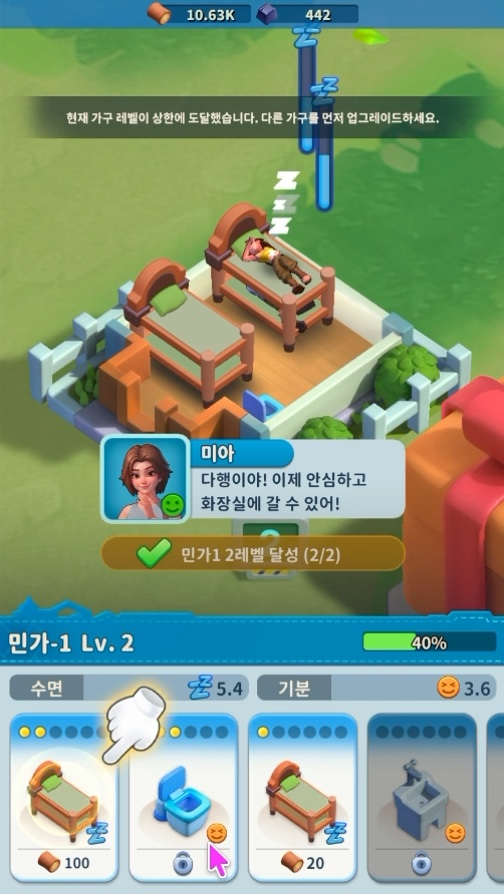 10.63K 442
현재 가구 레벨이 상한에 도달했습니다. 다른 가구를 먼저 업그레이드하세요.
미아
다행이야! 이제 안심하고
화장실에 갈 수 있어!
민가1 2레벨 달성 (2/2)
민가-1 Lv. 2 40%
수면 5.4 기분 3.6
100 20